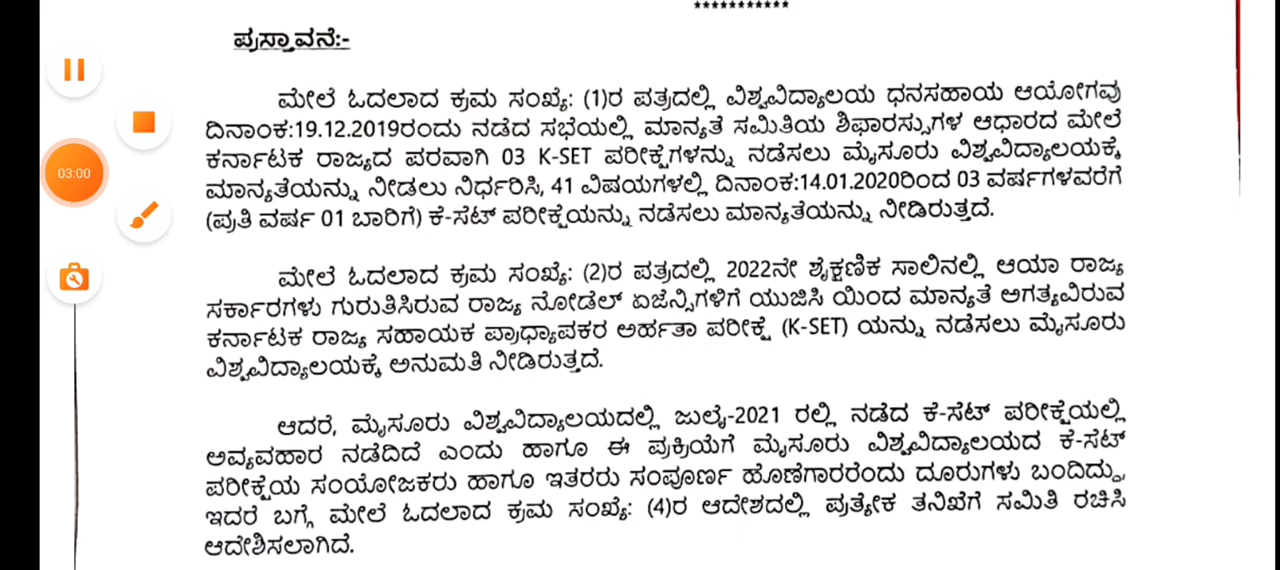 ***********
ಪ್ರಸ್ತಾವನೆ:-
ಮೇಲೆ ಓದಲಾದ ಕ್ರಮ ಸಂಖ್ಯೆ: (1)ರ ಪತ್ರದಲ್ಲಿ ವಿಶ್ವವಿದ್ಯಾಲಯ ಧನಸಹಾಯ ಆಯೋಗವು
ದಿನಾಂಕ:19.12.2019ರಂದು ನಡೆದ ಸಭೆಯಲ್ಲಿ ಮಾನ್ಯತೆ ಸಮಿತಿಯ ಶಿಫಾರಸ್ಸುಗಳ ಆಧಾರದ ಮೇಲೆ
ಕರ್ನಾಟಕ ರಾಜ್ಯದ ಪರವಾಗಿ 03 K-SET ಪರೀಕ್ಷೆಗಳನ್ನು ನಡೆಸಲು ಮೈಸೂರು ವಿಶ್ವವಿದ್ಯಾಲಯಕ್ಕೆ
ಮಾನ್ಯತೆಯನ್ನು ನೀಡಲು ನಿರ್ಧರಿಸಿ, 41 ವಿಷಯಗಳಲ್ಲಿ ದಿನಾಂಕ:14.01.2020ರಿಂದ 03 ವರ್ಷಗಳವರೆಗೆ
(ಪ್ರತಿ ವರ್ಷ 01 ಬಾರಿಗೆ) ಕೆ-ಸೆಟ್ ಪರೀಕ್ಷೆಯನ್ನು ನಡೆಸಲು ಮಾನ್ಯತೆಯನ್ನು ನೀಡಿರುತ್ತದೆ.
03:00
ಮೇಲೆ ಓದಲಾದ ಕ್ರಮ ಸಂಖ್ಯೆ: (2)ರ ಪತ್ರದಲ್ಲಿ 2022ನೇ ಶೈಕ್ಷಣಿಕ ಸಾಲಿನಲ್ಲಿ ಆಯಾ ರಾಜ್ಯ
ಸರ್ಕಾರಗಳು ಗುರುತಿಸಿರುವ ರಾಜ್ಯ ನೋಡೆಲ್ ಏಜೆನ್ಸಿಗಳಿಗೆ ಯುಜಿಸಿ ಯಿಂದ ಮಾನ್ಯತೆ ಅಗತ್ಯವಿರುವ
ಕರ್ನಾಟಕ ರಾಜ್ಯ ಸಹಾಯಕ ಪ್ರಾಧ್ಯಾಪಕರ ಅರ್ಹತಾ ಪರೀಕ್ಷೆ (K-SET) ಯನ್ನು ನಡೆಸಲು ಮೈಸೂರು
ವಿಶ್ವವಿದ್ಯಾಲಯಕ್ಕೆ ಅನುಮತಿ ನೀಡಿರುತ್ತದೆ.
ಆದರೆ, ಮೈಸೂರು ವಿಶ್ವವಿದ್ಯಾಲಯದಲ್ಲಿ ಜುಲೈ-2021 ರಲ್ಲಿ ನಡೆದ ಕೆ-ಸೆಟ್ ಪರೀಕ್ಷೆಯಲ್ಲಿ
ಅವ್ಯವಹಾರ ನಡೆದಿದೆ ಎಂದು ಹಾಗೂ ಈ ಪ್ರಕ್ರಿಯೆಗೆ ಮೈಸೂರು ವಿಶ್ವವಿದ್ಯಾಲಯದ ಕೆ-ಸೆಟ್
ಪರೀಕ್ಷೆಯ ಸಂಯೋಜಕರು ಹಾಗೂ ಇತರರು ಸಂಪೂರ್ಣ ಹೊಣೆಗಾರರೆಂದು ದೂರುಗಳು ಬಂದಿದ್ದು,
ಇದರೆ ಬಗ್ಗೆ ಮೇಲೆ ಓದಲಾದ ಕ್ರಮ ಸಂಖ್ಯೆ: (4)ರ ಆದೇಶದಲ್ಲಿ ಪ್ರತ್ಯೇಕ ತನಿಖೆಗೆ ಸಮಿತಿ ರಚಿಸಿ
ಆದೇಶಿಸಲಾಗಿದೆ.